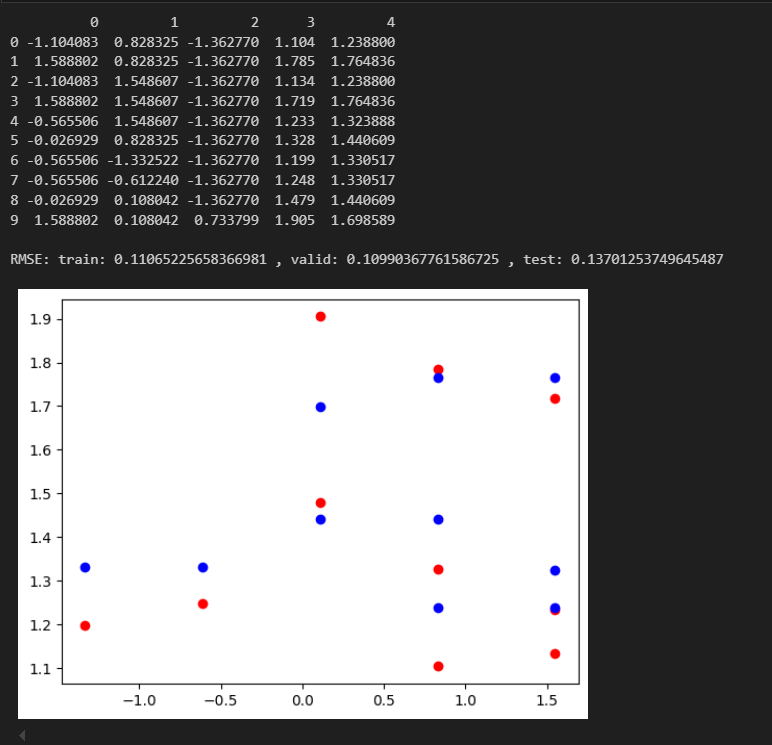 0 1 2 3 4
0 -1.104083 0.828325 -1.362770 1.104 1.238800
1 1.588802 0.828325 -1.362770 1.785 1.764836
2 -1.104083 1.548607 -1.362770 1.134 1.238800
3 1.588802 1.548607 -1.362770 1.719 1.764836
4 -0.565506 1.548607 -1.362770 1.233 1.323888
5 -0.026929 0.828325 -1.362770 1.328 1.440609
6 -0.565506 -1.332522 -1.362770 1.199 1.330517
7 -0.565506 -0.612240 -1.362770 1.248 1.330517
8 -0.026929 0.108042 -1.362770 1.479 1.440609
9 1.588802 0.108042 0.733799 1.905 1.698589
RMSE: train: 0.11065225658366981 , valid: 0.10990367761586725 , test: 0.13701253749645487
1.9
1.8
1.7
1.6
1.5
1.4
1.3
1.2
1.1
−1.0 −0.5 0.0 0.5 1.0 1.5